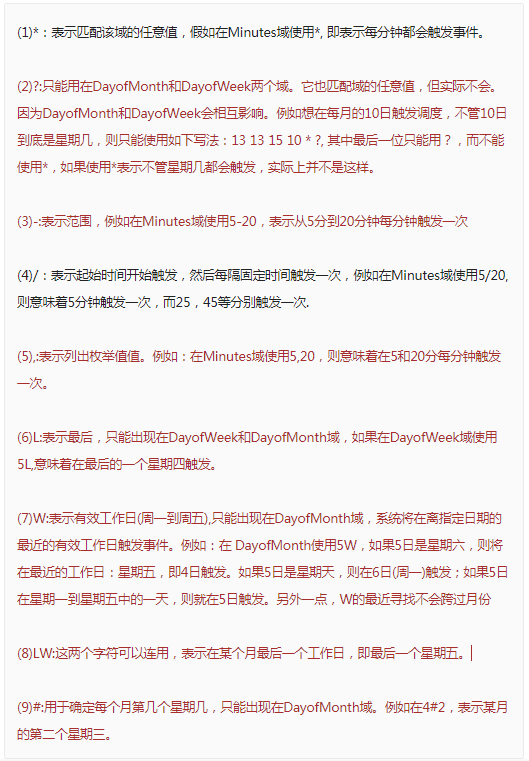 (1)*：表示匹配该域的任意值，假如在Minutes域使用*, 即表示每分钟都会触发事件。
(2)?:只能用在DayofMonth和DayofWeek两个域。它也匹配域的任意值，但实际不会。
因为DayofMonth和DayofWeek会相互影响。例如想在每月的10日触发调度，不管10日
到底是星期几，则只能使用如下写法：13 13 15 10 * ?, 其中最后一位只能用？，而不能
使用*，如果使用*表示不管星期几都会触发，实际上并不是这样。
(3)-:表示范围，例如在Minutes域使用5-20，表示从5分到20分钟每分钟触发一次
(4)/：表示起始时间开始触发，然后每隔固定时间触发一次，例如在Minutes域使用5/20,
则意味着5分钟触发一次，而25，45等分别触发一次.
(5),:表示列出枚举值值。例如：在Minutes域使用5,20，则意味着在5和20分每分钟触发
一次。
(6)L:表示最后，只能出现在DayofWeek和DayofMonth域，如果在DayofWeek域使用
5L,意味着在最后的一个星期四触发。
(7)W:表示有效工作日(周一到周五),只能出现在DayofMonth域，系统将在离指定日期的
最近的有效工作日触发事件。例如：在 DayofMonth使用5W，如果5日是星期六，则将
在最近的工作日：星期五，即4日触发。如果5日是星期天，则在6日(周一)触发；如果5日
在星期一到星期五中的一天，则就在5日触发。另外一点，W的最近寻找不会跨过月份
(8)LW:这两个字符可以连用，表示在某个月最后一个工作日，即最后一个星期五。
(9)#:用于确定每个月第几个星期几，只能出现在DayofMonth域。例如在4#2，表示某月
的第二个星期三。